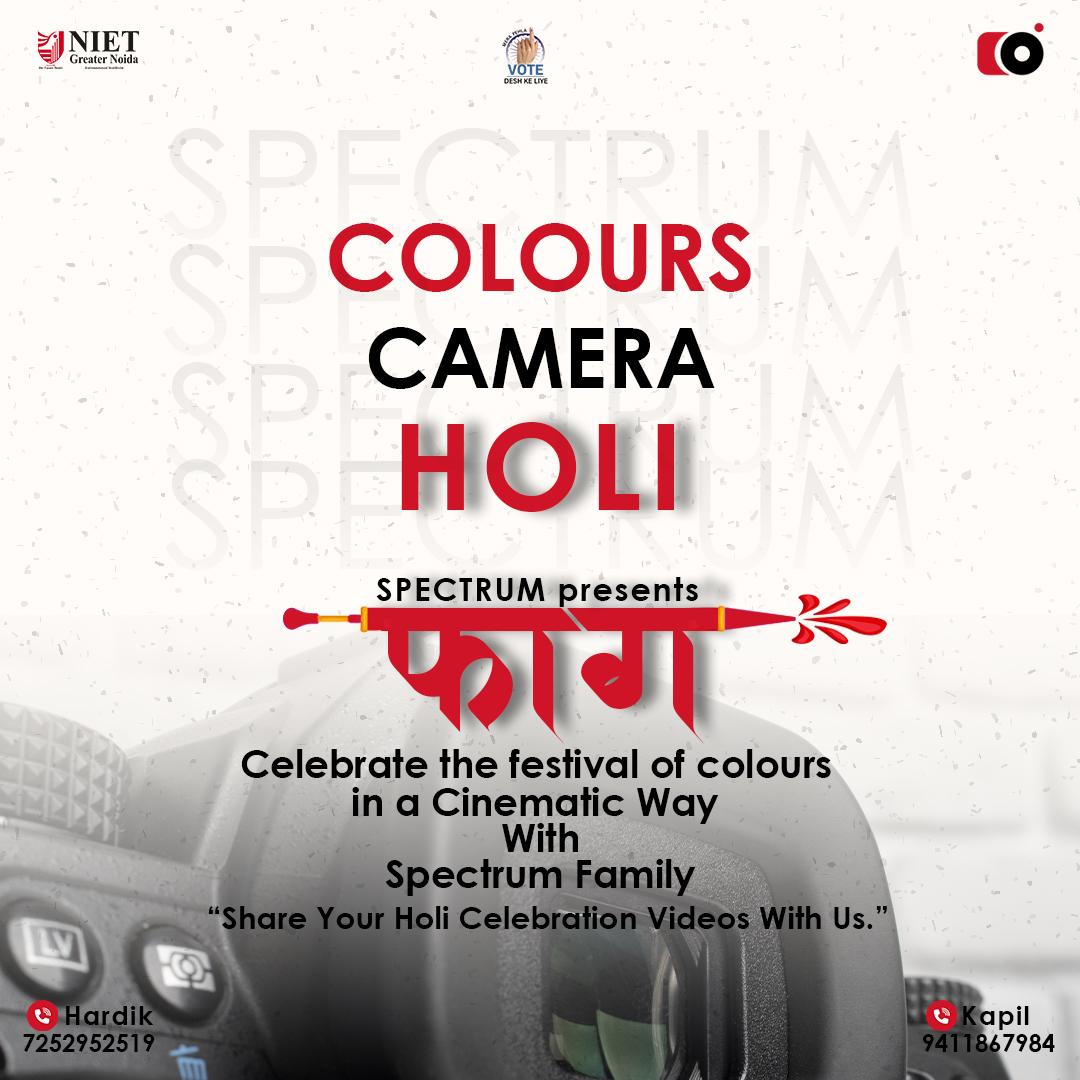 NIET
Greater Noida
MERA PEHLA
VOTE
DESH KE LIYE
SPECTRUM
SPECTRUM
SPECTRUM
SPECTRUM
COLOURS
CAMERA
HOLI
SPECTRUM presents
फाग
Celebrate the festival of colours
in a Cinematic Way
With
Spectrum Family
“Share Your Holi Celebration Videos With Us.”
LV
Hardik
7252952519
Kapil
9411867984